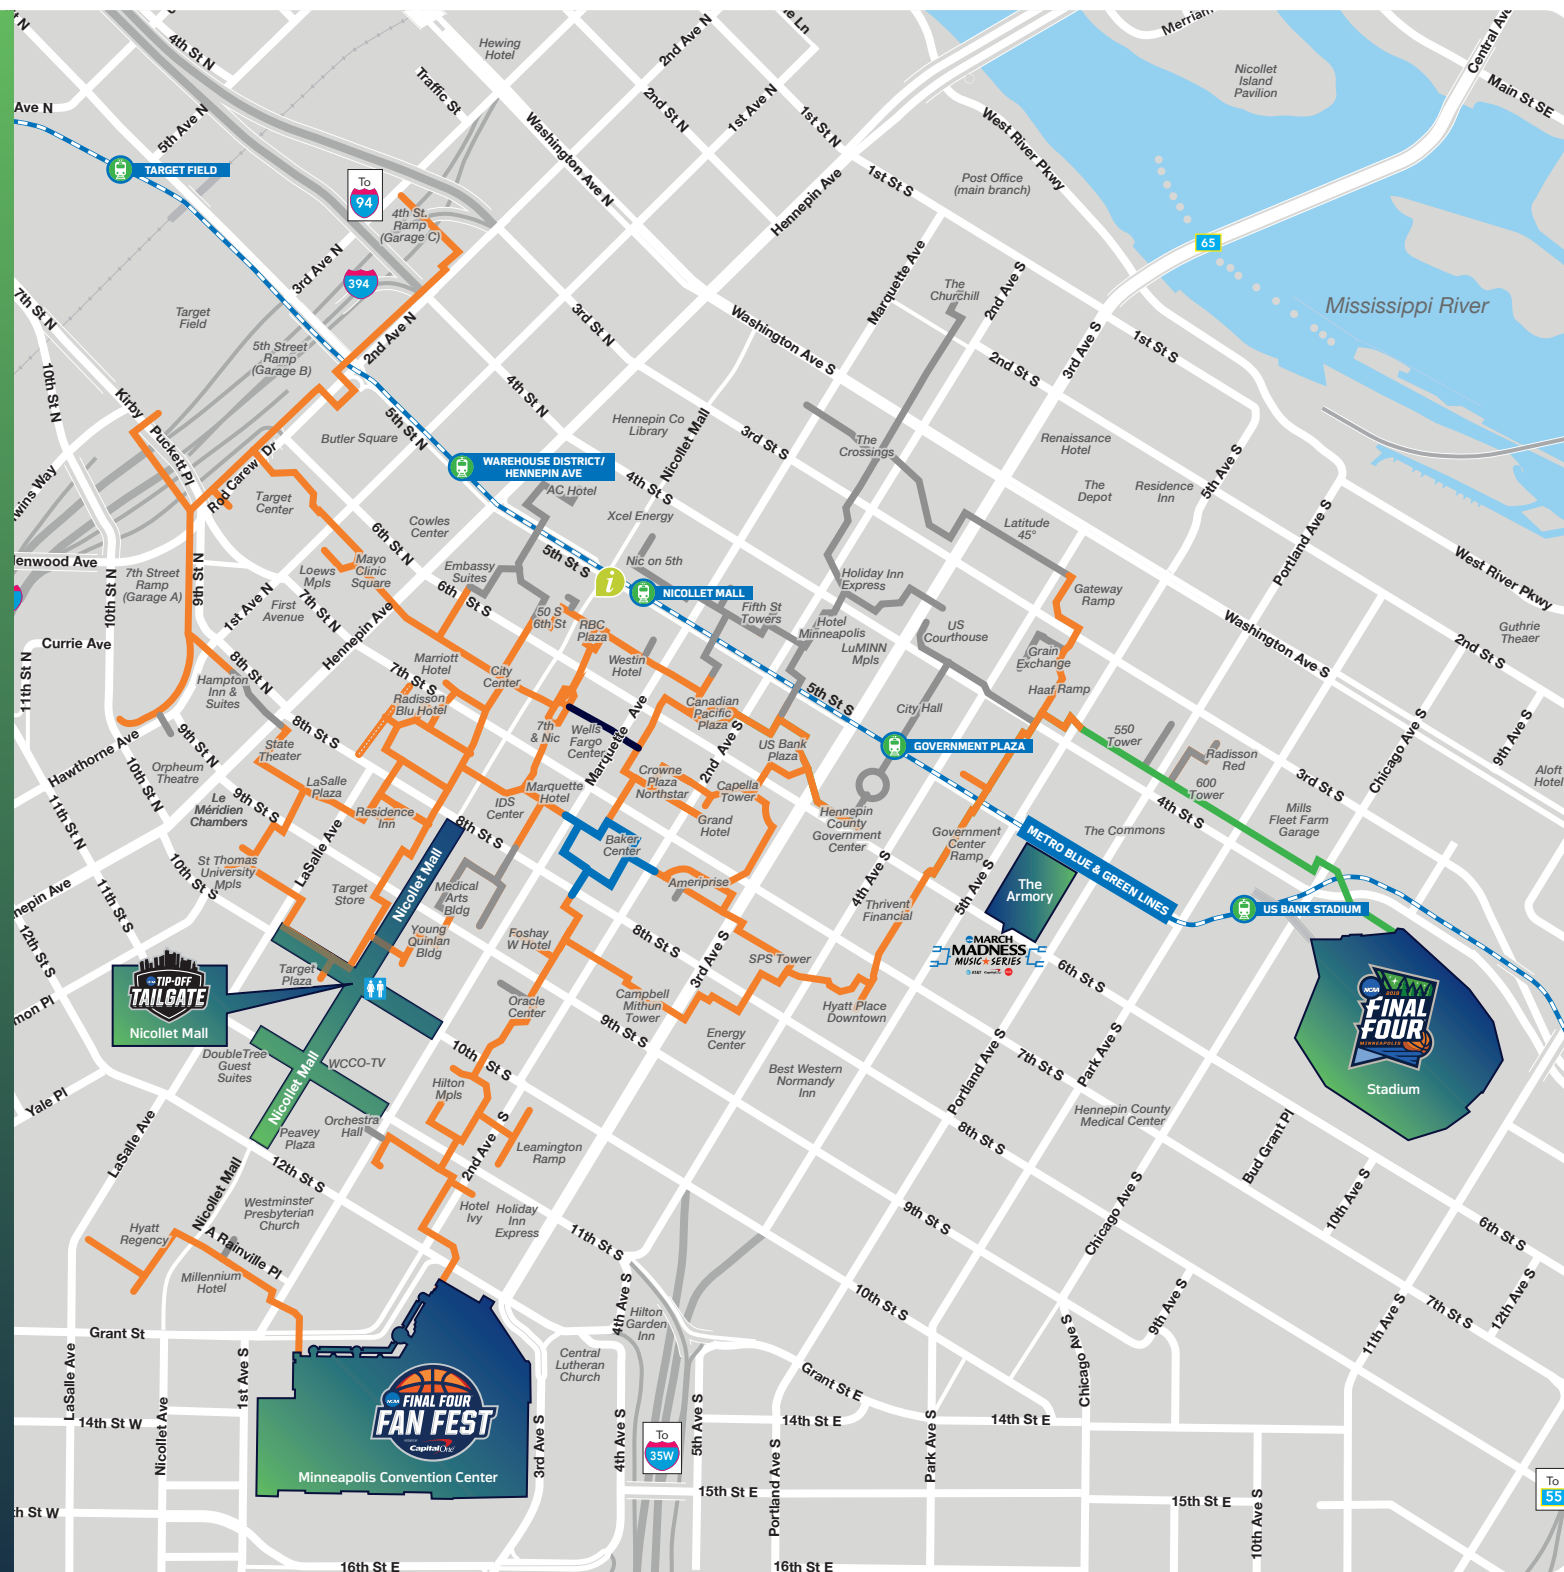 4th St N
Hewing
Hotel
2nd Ave N
Merriam
Central Ave
Nicollet
Island
Pavilion
Main St SE
Traffic St
Ave N
5th Ave N
2nd St N
1st Ave N
1st St N
Washington Ave N
West River Pkwy
TARGET FIELD
To
94
4th St.
Ramp
(Garage C)
Hennepin Ave
1st St S
Post Office
(main branch)
3rd Ave N
394
65
Marquette Ave
The
Churchill
2nd Ave S
Mississippi River
7th St N
Target
Field
5th Street
Ramp
(Garage B)
2nd Ave N
3rd St N
Washington Ave S
2nd St S
3rd Ave S
1st St S
10th St N
Kirby
Puckett Pl
4th St N
5th St N
Butler Square
Hennepin Co
Library
Nicollet Mall
3rd St S
The
Crossings
Renaissance
Hotel
5th Ave S
WAREHOUSE DISTRICT/
HENNEPIN AVE
Rod Carew Dr
Target
Center
AC Hotel
4th St S
Xcel Energy
The
Depot
Residence
Inn
Portland Ave S
Latitude
45°
Cowles
Center
6th St N
5th St S
Nic on 5th
West River Pkwy
7th Street
Ramp
(Garage A)
9th St N
10th St N
Loews
Mpls
Mayo
Clinic
Square
Embassy
Suites
6th St S
NICOLLET MALL
Holiday Inn
Express
Gateway
Ramp
1st Ave N
First
Avenue
7th St N
Hennepin Ave
50 S
6th St
RBC
Plaza
Fifth St
Towers
Hotel
Minneapolis
LuMINN
Mpls
US
Courthouse
Washington Ave S
2nd St S
Guthrie
Theaer
Currie Ave
11th St N
8th St N
Marriott
Hotel
7th St S
City
Center
Westin
Hotel
Grain
Exchange
Haaf Ramp
Hampton
Inn &
Suites
Radisson
Blu Hotel
Canadian
Pacific
Plaza
5th St S
City Hall
Hawthorne Ave
9th St N
8th St S
State
Theater
7th
& Nic
Wells
Fargo
Center
Marquette Ave
2nd Ave S
US Bank
Plaza
GOVERNMENT PLAZA
550
Tower
Radisson
Red
600
Tower
Chicago Ave S
9th Ave S
Aloft
Hotel
Orpheum
Theatre
10th St N
Le
Méridien
Chambers
LaSalle
Plaza
9th St S
Residence
Inn
IDS
Center
Marquette
Hotel
Crowne
Plaza
Northstar
Capella
Tower
Grand
Hotel
Hennepin
County
Government
Center
Government
Center
Ramp
The Commons
4th St S
3rd St S
Mills
Fleet Farm
Garage
11th St N
10th St S
LaSalle Ave
8th St S
Baker
Center
METRO BLUE & GREEN LINES
St Thomas
University
Mpls
Target
Store
Nicollet Mall
Medical
Arts
Bldg
Ameriprise
4th Ave S
5th Ave S
The
Armory
Thrivent
Financial
US BANK STADIUM
11th St S
12th St S
Young
Quinlan
Bldg
Foshay
W Hotel
8th St S
3rd Ave S
SPS Tower
MARCH
MADNESS
MUSIC★SERIES
6th St S
Target
Plaza
NCAA TIP-OFF
TAILGATE
Nicollet Mall
Oracle
Center
Campbell
Mithun
Tower
Hyatt Place
Downtown
NCAA
2019
FINAL
FOUR
MINNEAPOLIS
Stadium
DoubleTree
Guest
Suites
WCCO-TV
10th St S
9th St S
Energy
Center
Best Western
Normandy
Inn
Portland Ave S
7th St S
Park Ave S
Yale Pl
Nicollet Mall
Hilton
Mpls
Hennepin County
Medical Center
LaSalle Ave
Peavey
Plaza
Orchestra
Hall
2nd Ave S
Leamington
Ramp
8th St S
Bud Grant Pl
Nicollet Mall
12th St S
Westminster
Presbyterian
Church
Hotel
Ivy
Holiday
Inn
Express
11th St S
9th St S
Chicago Ave S
10th Ave S
6th St S
Hyatt
Regency
A Rainville Pl
Millennium
Hotel
4th Ave S
Hilton
Garden
Inn
10th St S
9th Ave S
7th St S
12th Ave S
11th Ave S
Grant St
LaSalle Ave
1st Ave S
Central
Lutheran
Church
Grant St E
Chicago Ave S
NCAA FINAL FOUR
FAN FEST
Capital One
Minneapolis Convention Center
14th St W
Nicollet Ave
3rd Ave S
4th Ave S
To
35W
5th Ave S
14th St E
Portland Ave S
Park Ave S
14th St E
15th St E
15th St E
10th Ave S
To
55
16th St E
16th St E